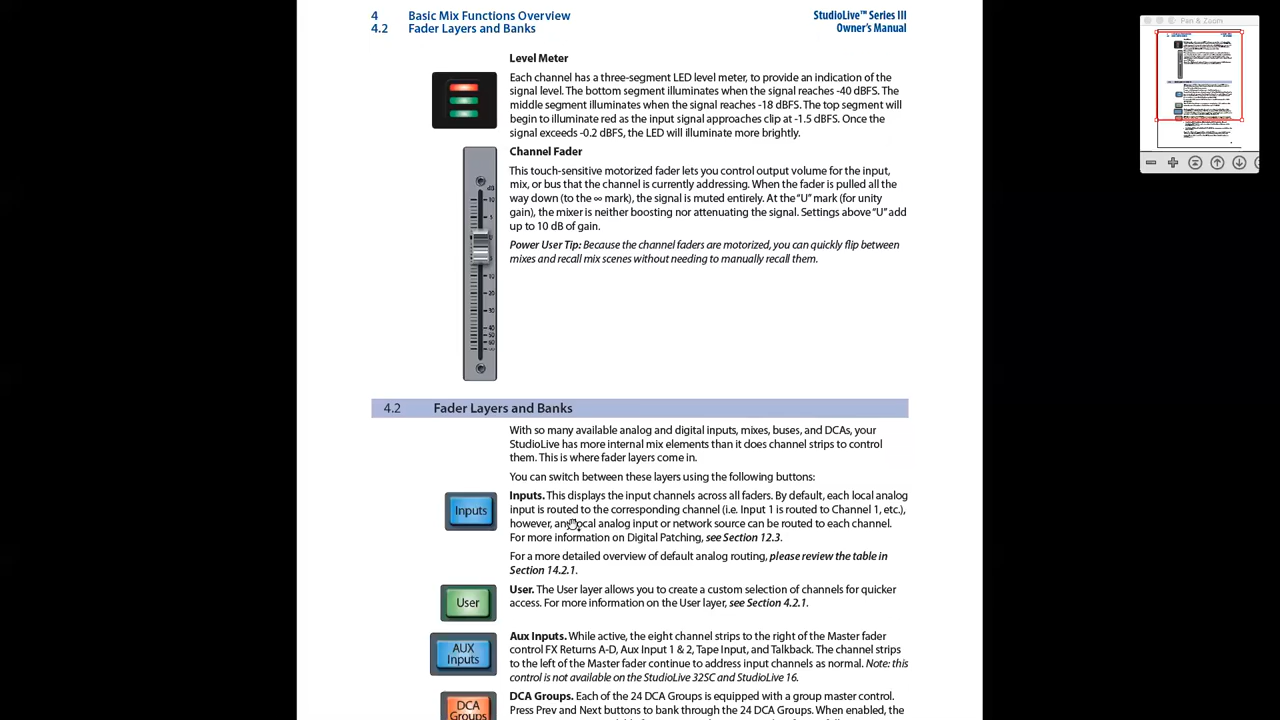 4 Basic Mix Functions Overview
4.2 Fader Layers and Banks
StudioLive™ Series III
Owner's Manual
Pan & Zoom
Level Meter
Each channel has a three-segment LED level meter, to provide an indication of the
signal level. The bottom segment illuminates when the signal reaches -40 dBFS. The
middle segment illuminates when the signal reaches -18 dBFS. The top segment will
begin to illuminate red as the input signal approaches clip at -1.5 dBFS. Once the
signal exceeds -0.2 dBFS, the LED will illuminate more brightly.
Channel Fader
This touch-sensitive motorized fader lets you control output volume for the input,
mix, or bus that the channel is currently addressing. When the fader is pulled all the
way down (to the ∞ mark), the signal is muted entirely. At the "U" mark (for unity
gain), the mixer is neither boosting nor attenuating the signal. Settings above "U" add
up to 10 dB of gain.
Power User Tip: Because the channel faders are motorized, you can quickly flip between
mixes and recall mix scenes without needing to manually recall them.
dB
10
5
10
20
30
40
50
60
4.2 Fader Layers and Banks
With so many available analog and digital inputs, mixes, buses, and DCAs, your
StudioLive has more internal mix elements than it does channel strips to control
them. This is where fader layers come in.
You can switch between these layers using the following buttons:
Inputs
Inputs. This displays the input channels across all faders. By default, each local analog
input is routed to the corresponding channel (i.e. Input 1 is routed to Channel 1, etc.),
however, any local analog input or network source can be routed to each channel.
For more information on Digital Patching, see Section 12.3.
For a more detailed overview of default analog routing, please review the table in
Section 14.2.1.
User
User. The User layer allows you to create a custom selection of channels for quicker
access. For more information on the User layer, see Section 4.2.1.
AUX
Inputs
Aux Inputs. While active, the eight channel strips to the right of the Master fader
control FX Returns A-D, Aux Input 1 & 2, Tape Input, and Talkback. The channel strips
to the left of the Master fader continue to address input channels as normal. Note: this
control is not available on the StudioLive 32SC and StudioLive 16.
DCA
Groups
DCA Groups. Each of the 24 DCA Groups is equipped with a group master control.
Press Prev and Next buttons to bank through the 24 DCA Groups. When enabled, the